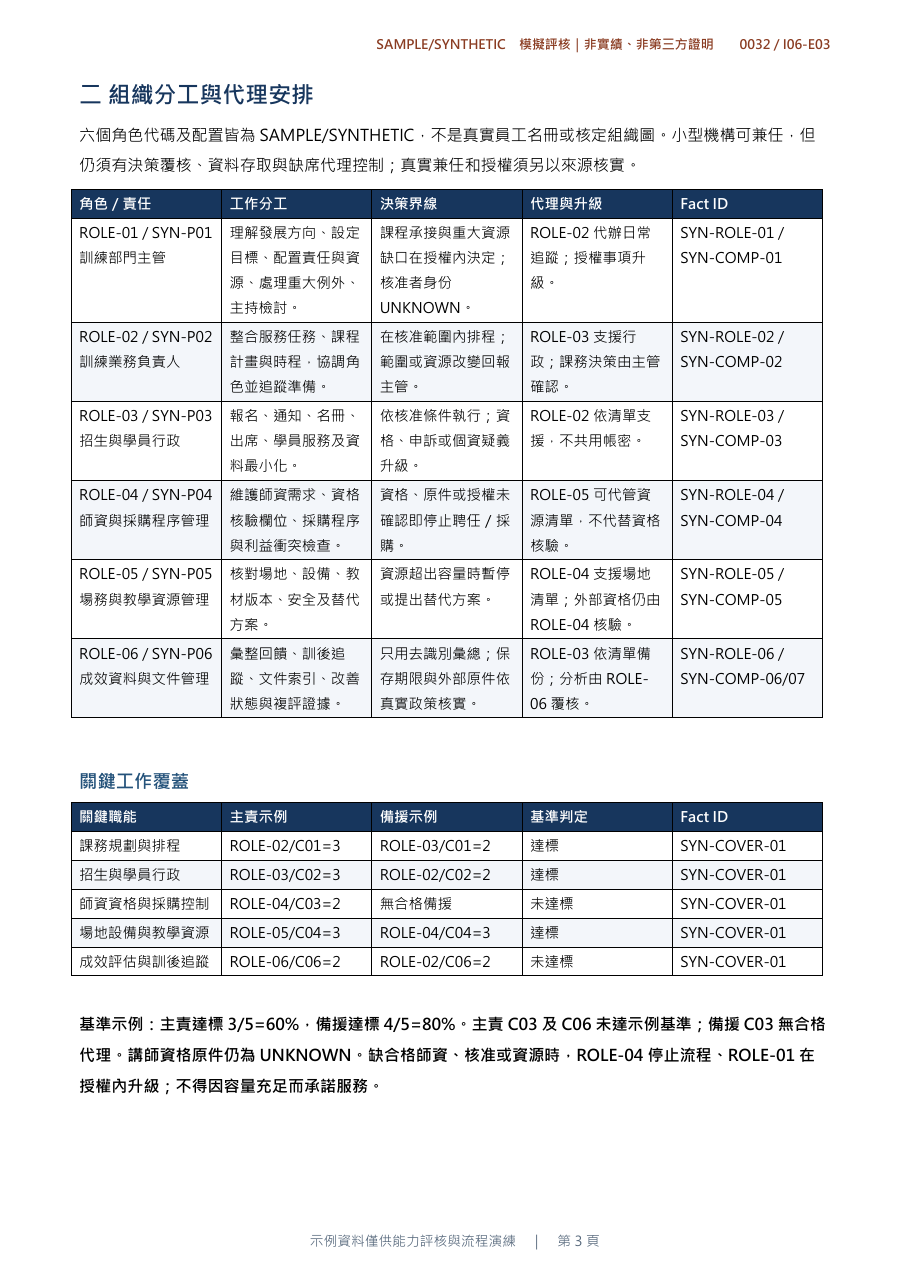 SAMPLE/SYNTHETIC 模擬評核｜非實績、非第三方證明 0032 / I06-E03
二 組織分工與代理安排
六個角色代碼及配置皆為 SAMPLE/SYNTHETIC，不是真實員工名冊或核定組織圖。小型機構可兼任，但
仍須有決策覆核、資料存取與缺席代理控制；真實兼任和授權須另以來源核實。
角色 / 責任 工作分工 決策界線 代理與升級 Fact ID
ROLE-01 / SYN-P01 理解發展方向、設定 課程承接與重大資源 ROLE-02 代辦日常 SYN-ROLE-01 /
訓練部門主管 目標、配置責任與資 缺口在授權內決定； 追蹤；授權事項升 SYN-COMP-01
源、處理重大例外、 核准者身份 級。
主持檢討。 UNKNOWN。
ROLE-02 / SYN-P02 整合服務任務、課程 在核准範圍內排程； ROLE-03 支援行 SYN-ROLE-02 /
訓練業務負責人 計畫與時程，協調角 範圍或資源改變回報 政；課務決策由主管 SYN-COMP-02
色並追蹤準備。 主管。 確認。
ROLE-03 / SYN-P03 報名、通知、名冊、 依核准條件執行；資 ROLE-02 依清單支 SYN-ROLE-03 /
招生與學員行政 出席、學員服務及資 格、申訴或個資疑義 援，不共用帳密。 SYN-COMP-03
料最小化。 升級。
ROLE-04 / SYN-P04 維護師資需求、資格 資格、原件或授權未 ROLE-05 可代管資 SYN-ROLE-04 /
師資與採購程序管理 核驗欄位、採購程序 確認即停止聘任 / 採 源清單，不代替資格 SYN-COMP-04
與利益衝突檢查。 購。 核驗。
ROLE-05 / SYN-P05 核對場地、設備、教 資源超出容量時暫停 ROLE-04 支援場地 SYN-ROLE-05 /
場務與教學資源管理 材版本、安全及替代 或提出替代方案。 清單；外部資格仍由 SYN-COMP-05
方案。 ROLE-04 核驗。
ROLE-06 / SYN-P06 彙整回饋、訓後追 只用去識別彙總；保 ROLE-03 依清單備 SYN-ROLE-06 /
成效資料與文件管理 蹤、文件索引、改善 存期限與外部原件依 份；分析由 ROLE- SYN-COMP-06/07
狀態與複評證據。 真實政策核實。 06 覆核。
關鍵工作覆蓋
關鍵職能 主責示例 備援示例 基準判定 Fact ID
課務規劃與排程 ROLE-02/C01=3 ROLE-03/C01=2 達標 SYN-COVER-01
招生與學員行政 ROLE-03/C02=3 ROLE-02/C02=2 達標 SYN-COVER-01
師資資格與採購控制 ROLE-04/C03=2 無合格備援 未達標 SYN-COVER-01
場地設備與教學資源 ROLE-05/C04=3 ROLE-04/C04=3 達標 SYN-COVER-01
成效評估與訓後追蹤 ROLE-06/C06=2 ROLE-02/C06=2 未達標 SYN-COVER-01
基準示例：主責達標 3/5=60%，備援達標 4/5=80%。主責 C03 及 C06 未達示例基準；備援 C03 無合格
代理。講師資格原件仍為 UNKNOWN。缺合格師資、核准或資源時，ROLE-04 停止流程、ROLE-01 在
授權內升級；不得因容量充足而承諾服務。
示例資料僅供能力評核與流程演練 | 第 3 頁